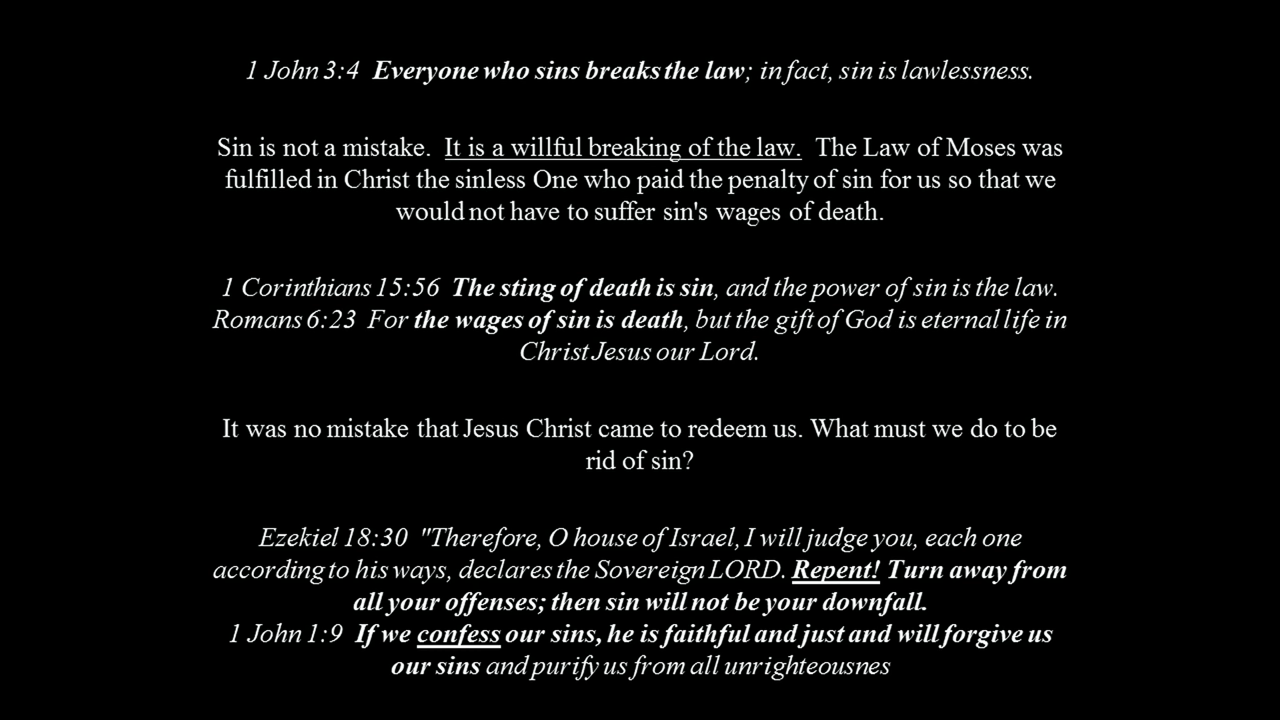 1 John 3:4  Everyone who sins breaks the law; in fact, sin is lawlessness.
Sin is not a mistake.  It is a willful breaking of the law.  The Law of Moses was
fulfilled in Christ the sinless One who paid the penalty of sin for us so that we
would not have to suffer sin's wages of death.
1 Corinthians 15:56  The sting of death is sin, and the power of sin is the law.
Romans 6:23  For the wages of sin is death, but the gift of God is eternal life in
Christ Jesus our Lord.
It was no mistake that Jesus Christ came to redeem us. What must we do to be
rid of sin?
Ezekiel 18:30  "Therefore, O house of Israel, I will judge you, each one
according to his ways, declares the Sovereign LORD. Repent! Turn away from
all your offenses; then sin will not be your downfall.
1 John 1:9  If we confess our sins, he is faithful and just and will forgive us
our sins and purify us from all unrighteousnes